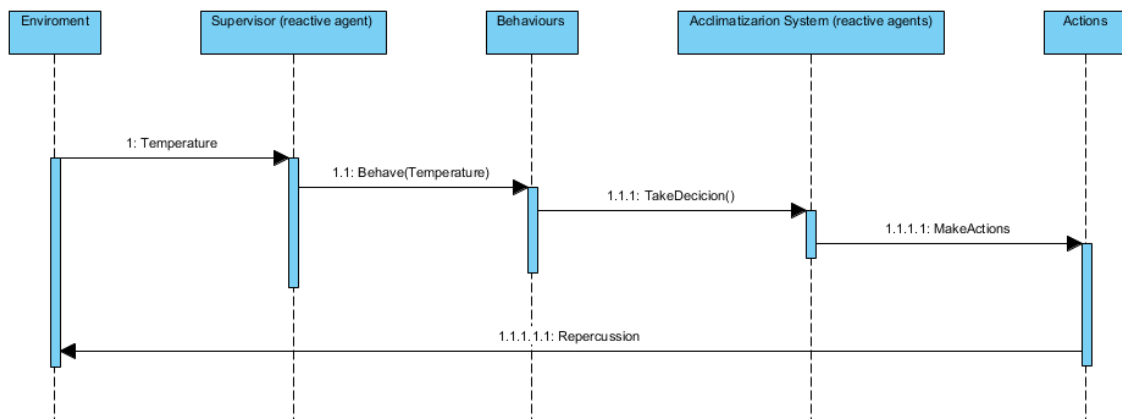 Enviroment
Supervisor (reactive agent)
Behaviours
Acclimatizarion System (reactive agents)
Actions
1: Temperature
1.1: Behave(Temperature)
1.1.1: TakeDecicion()
1.1.1.1: MakeActions
1.1.1.1.1: Repercussion